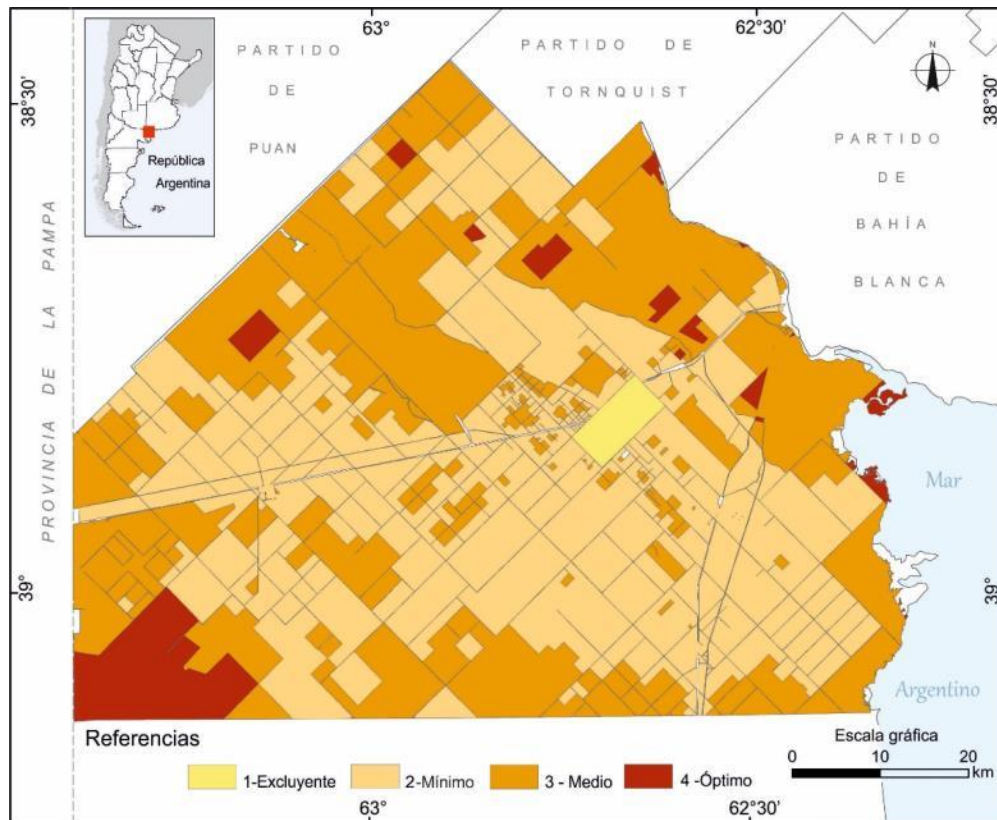 63°
62°30'
38°30'
38°30'
PARTIDO
DE
PUAN
PARTIDO DE
TORNQUIST
N
PARTIDO
DE
BAHÍA
BLANCA
República
Argentina
PROVINCIA DE LA PAMPA
Mar
Argentino
39°
39°
Referencias
1-Excluyente
2-Mínimo
3 - Medio
4 -Óptimo
Escala gráfica
0 10 20
km
63°
62°30'